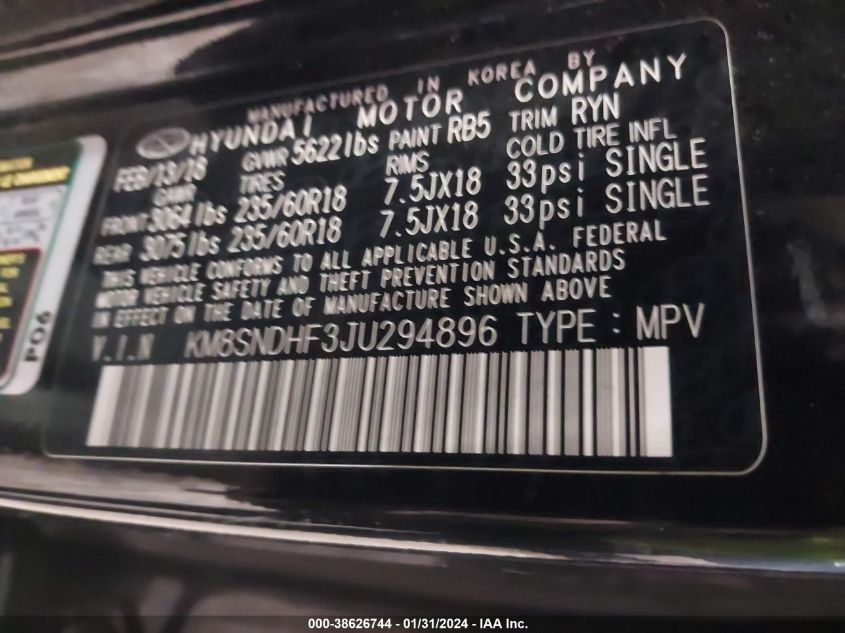 MANUFACTURED IN KOREA BY
HYUNDAI MOTOR COMPANY
FEB/13/18 GVWR 5622lbs PAINT RB5 TRIM RYN
GWR TIRES RIMS COLD TIRE INFL
FRONT 3064lbs 235/60R18 7.5JX18 33psi SINGLE
REAR 3075lbs 235/60R18 7.5JX18 33psi SINGLE
THIS VEHICLE CONFORMS TO ALL APPLICABLE U.S.A. FEDERAL
MOTOR VEHICLE SAFETY AND THEFT PREVENTION STANDARDS
IN EFFECT ON THE DATE OF MANUFACTURE SHOWN ABOVE
V.I.N KM8SNDHF3JU294896 TYPE : MPV
P06
000-38626744 - 01/31/2024 - IAA Inc.